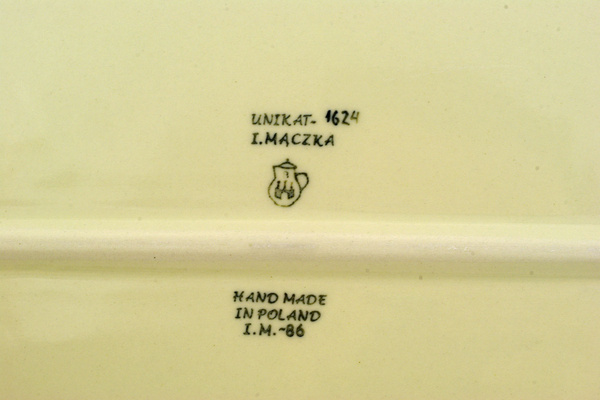 UNIKAT- 1624
I. MĄCZKA
HAND MADE
IN POLAND
I.M.-86